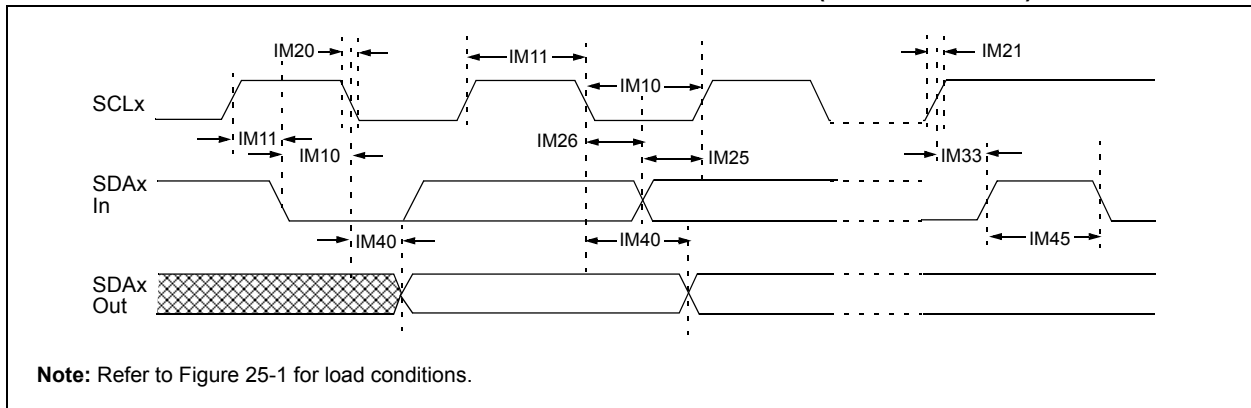 IM20
IM11
IM21
IM10
SCLx
IM11
IM10
IM26
IM25
IM33
SDAx
In
IM40
IM40
IM45
SDAx
Out
Note: Refer to Figure 25-1 for load conditions.